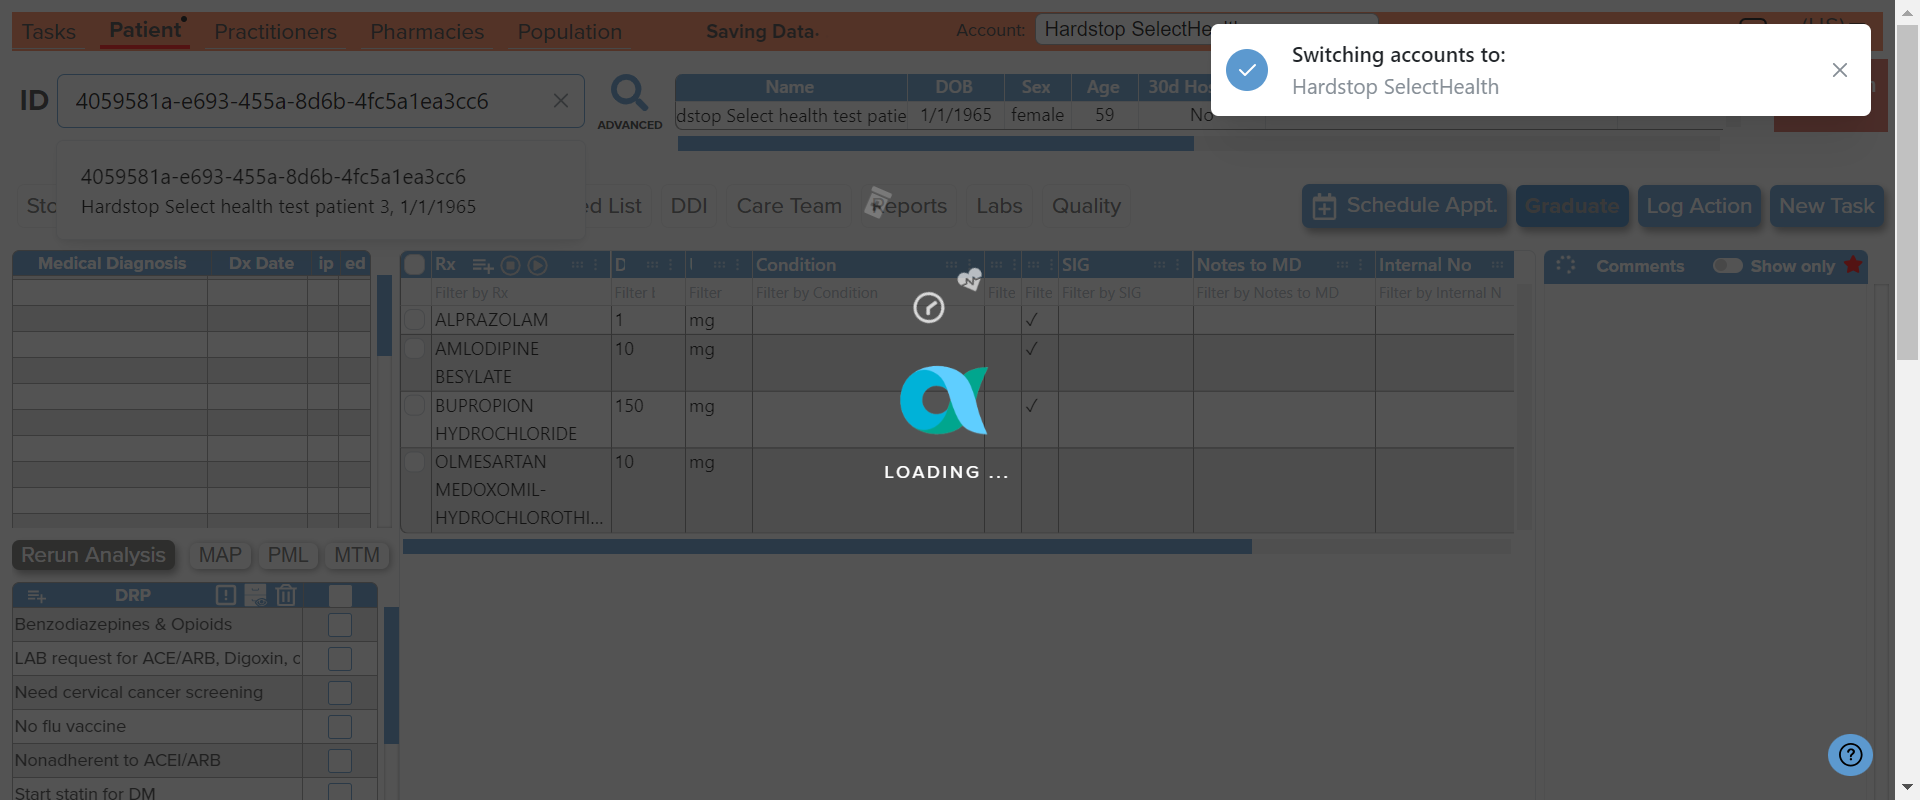 Tasks
Patient
Practitioners
Pharmacies
Population
Saving Data
Account:
Hardstop SelectHe
Switching accounts to:
Hardstop SelectHealth
ID
4059581a-e693-455a-8d6b-4fc5a1ea3cc6
ADVANCED
Name DOB Sex Age 30d Ho
dstop Select health test patie 1/1/1965 female 59 No
4059581a-e693-455a-8d6b-4fc5a1ea3cc6
Hardstop Select health test patient 3, 1/1/1965
Sto
ed List
DDI
Care Team
Reports
Labs
Quality
Schedule Appt.
Graduate
Log Action
New Task
Medical Diagnosis Dx Date ip ed
Rx D Condition SIG Notes to MD Internal No
Filter by Rx Filter I Filter Filter by Condition Filte Filte Filter by SIG Filter by Notes to MD Filter by Internal N
ALPRAZOLAM 1 mg ✓
AMLODIPINE 10 mg ✓
BESYLATE
BUPROPION 150 mg ✓
HYDROCHLORIDE
OLMESARTAN 10 mg
MEDOXOMIL-
HYDROCHLOROTHI...
Comments
Show only
LOADING ...
Rerun Analysis
MAP
PML
MTM
DRP
Benzodiazepines & Opioids
LAB request for ACE/ARB, Digoxin, c
Need cervical cancer screening
No flu vaccine
Nonadherent to ACEI/ARB
Start statin for DM